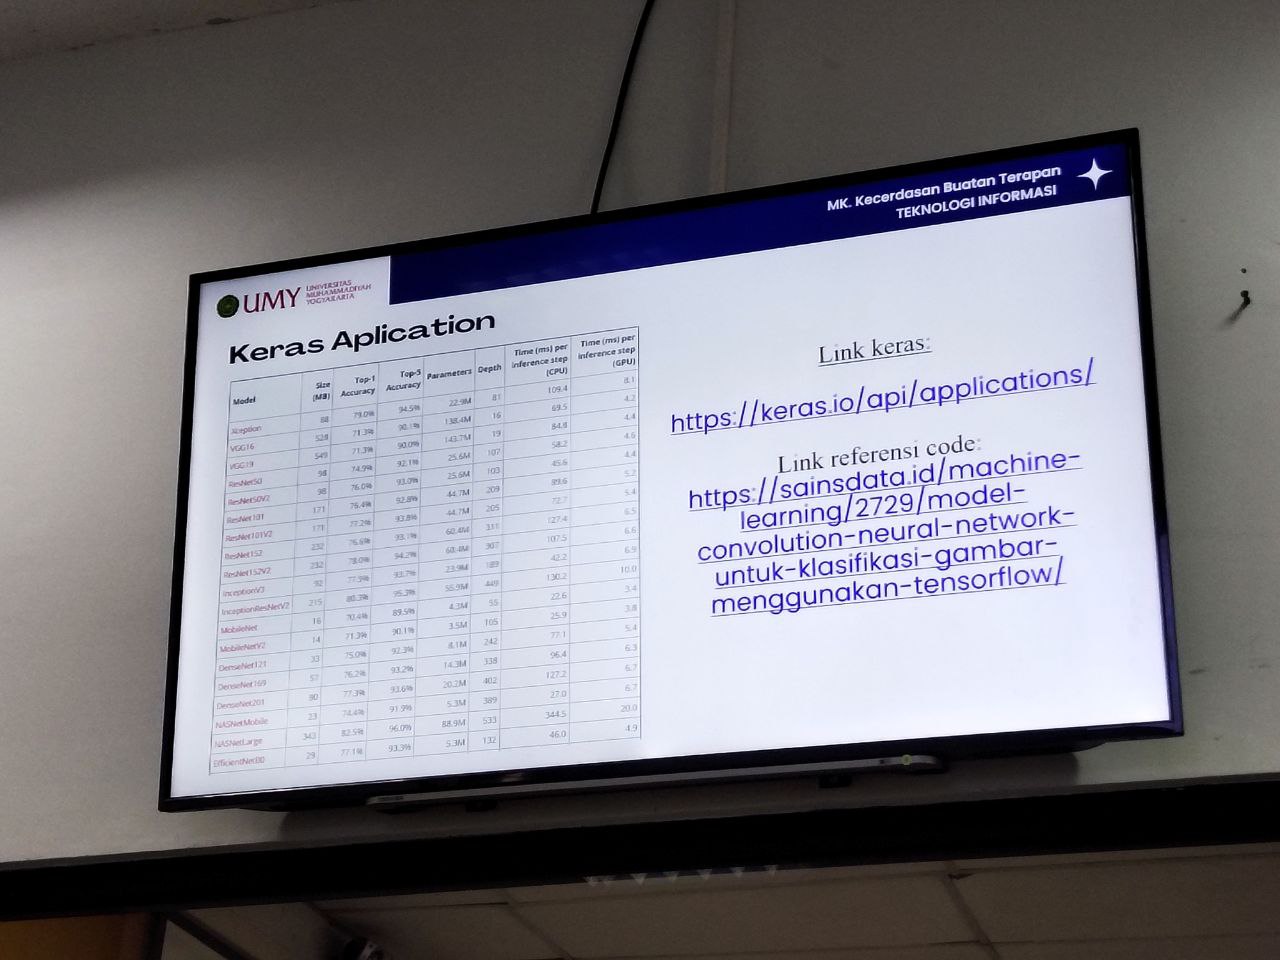 MK. Kecerdasan Buatan Terapan
TEKNOLOGI INFORMASI
UMY
UNIVERSITAS
MUHAMMADIYAH
YOGYAKARTA
Keras Aplication
Model Size (MB) Top-1 Accuracy Top-5 Accuracy Parameters Depth Time (ms) per inference step (CPU) Time (ms) per inference step (GPU)
Xception 88 79.0% 94.5% 22.9M 81 109.4 8.1
VGG16 528 71.3% 90.1% 138.4M 16 69.5 4.2
VGG19 549 71.3% 90.0% 143.7M 19 84.8 4.4
ResNet50 98 74.9% 92.1% 25.6M 107 58.2 4.6
ResNet50V2 98 76.0% 93.0% 25.6M 103 45.6 4.4
ResNet101 171 76.4% 92.8% 44.7M 209 89.6 5.2
ResNet101V2 171 77.2% 93.8% 44.7M 205 72.7 5.4
ResNet152 232 76.6% 93.1% 60.4M 311 127.4 6.5
ResNet152V2 232 78.0% 94.2% 60.4M 307 107.5 6.6
InceptionV3 92 77.9% 93.7% 23.9M 189 42.2 6.9
InceptionResNetV2 215 80.3% 95.3% 55.9M 449 130.2 10.0
MobileNet 16 70.4% 89.5% 4.3M 55 22.6 3.4
MobileNetV2 14 71.3% 90.1% 3.5M 105 25.9 3.8
DenseNet121 33 75.0% 92.3% 8.1M 242 77.1 5.4
DenseNet169 57 76.2% 93.2% 14.3M 338 96.4 6.3
DenseNet201 80 77.3% 93.6% 20.2M 402 127.2 6.7
NASNetMobile 23 74.4% 91.9% 5.3M 389 27.0 6.7
NASNetLarge 343 82.5% 96.0% 88.9M 533 344.5 20.0
EfficientNetB0 29 77.1% 93.3% 5.3M 132 46.0 4.9
Link keras:
https://keras.io/api/applications/
Link referensi code:
https://sainsdata.id/machine-
learning/2729/model-
convolution-neural-network-
untuk-klasifikasi-gambar-
menggunakan-tensorflow/